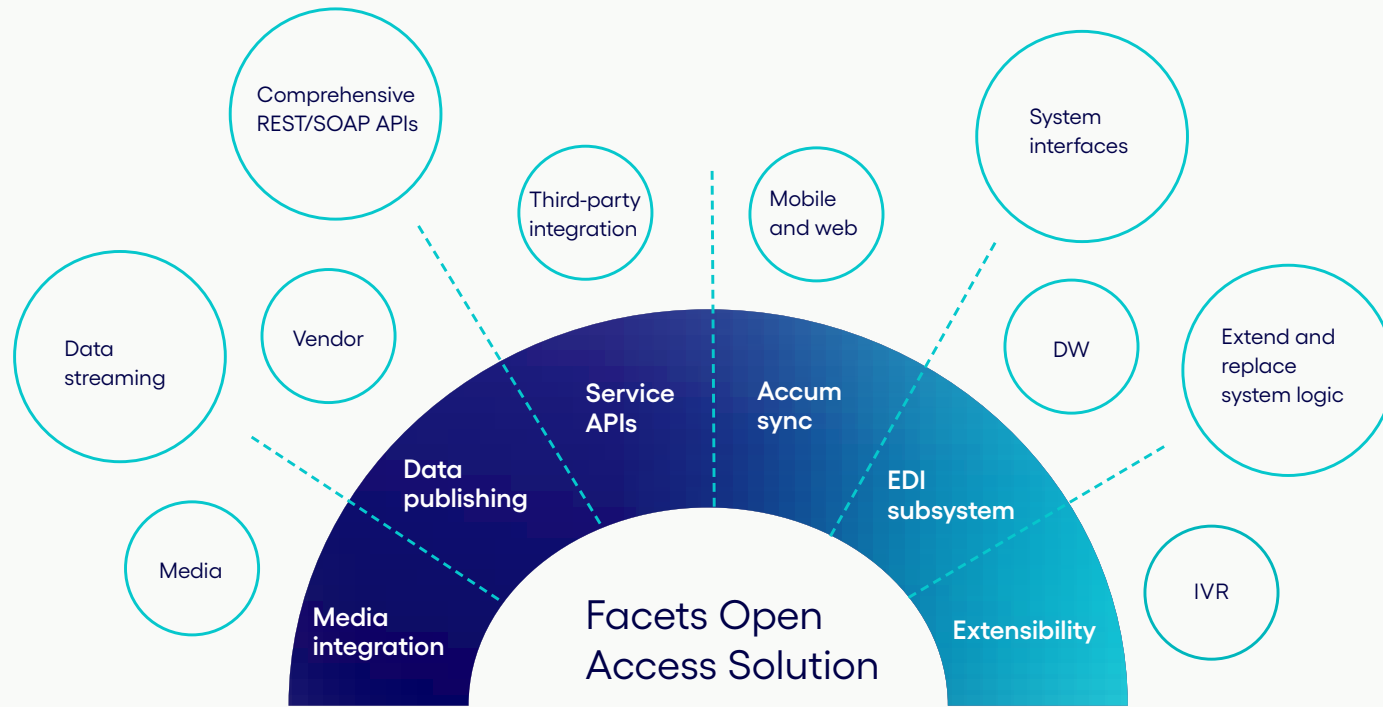 Comprehensive
REST/SOAP APIs
System
interfaces
Third-party
integration
Mobile
and web
Data
streaming
Vendor
DW
Extend and
replace
system logic
Service
APIs
Accum
sync
Data
publishing
EDI
subsystem
Media
IVR
Media
integration
Extensibility
Facets Open
Access Solution